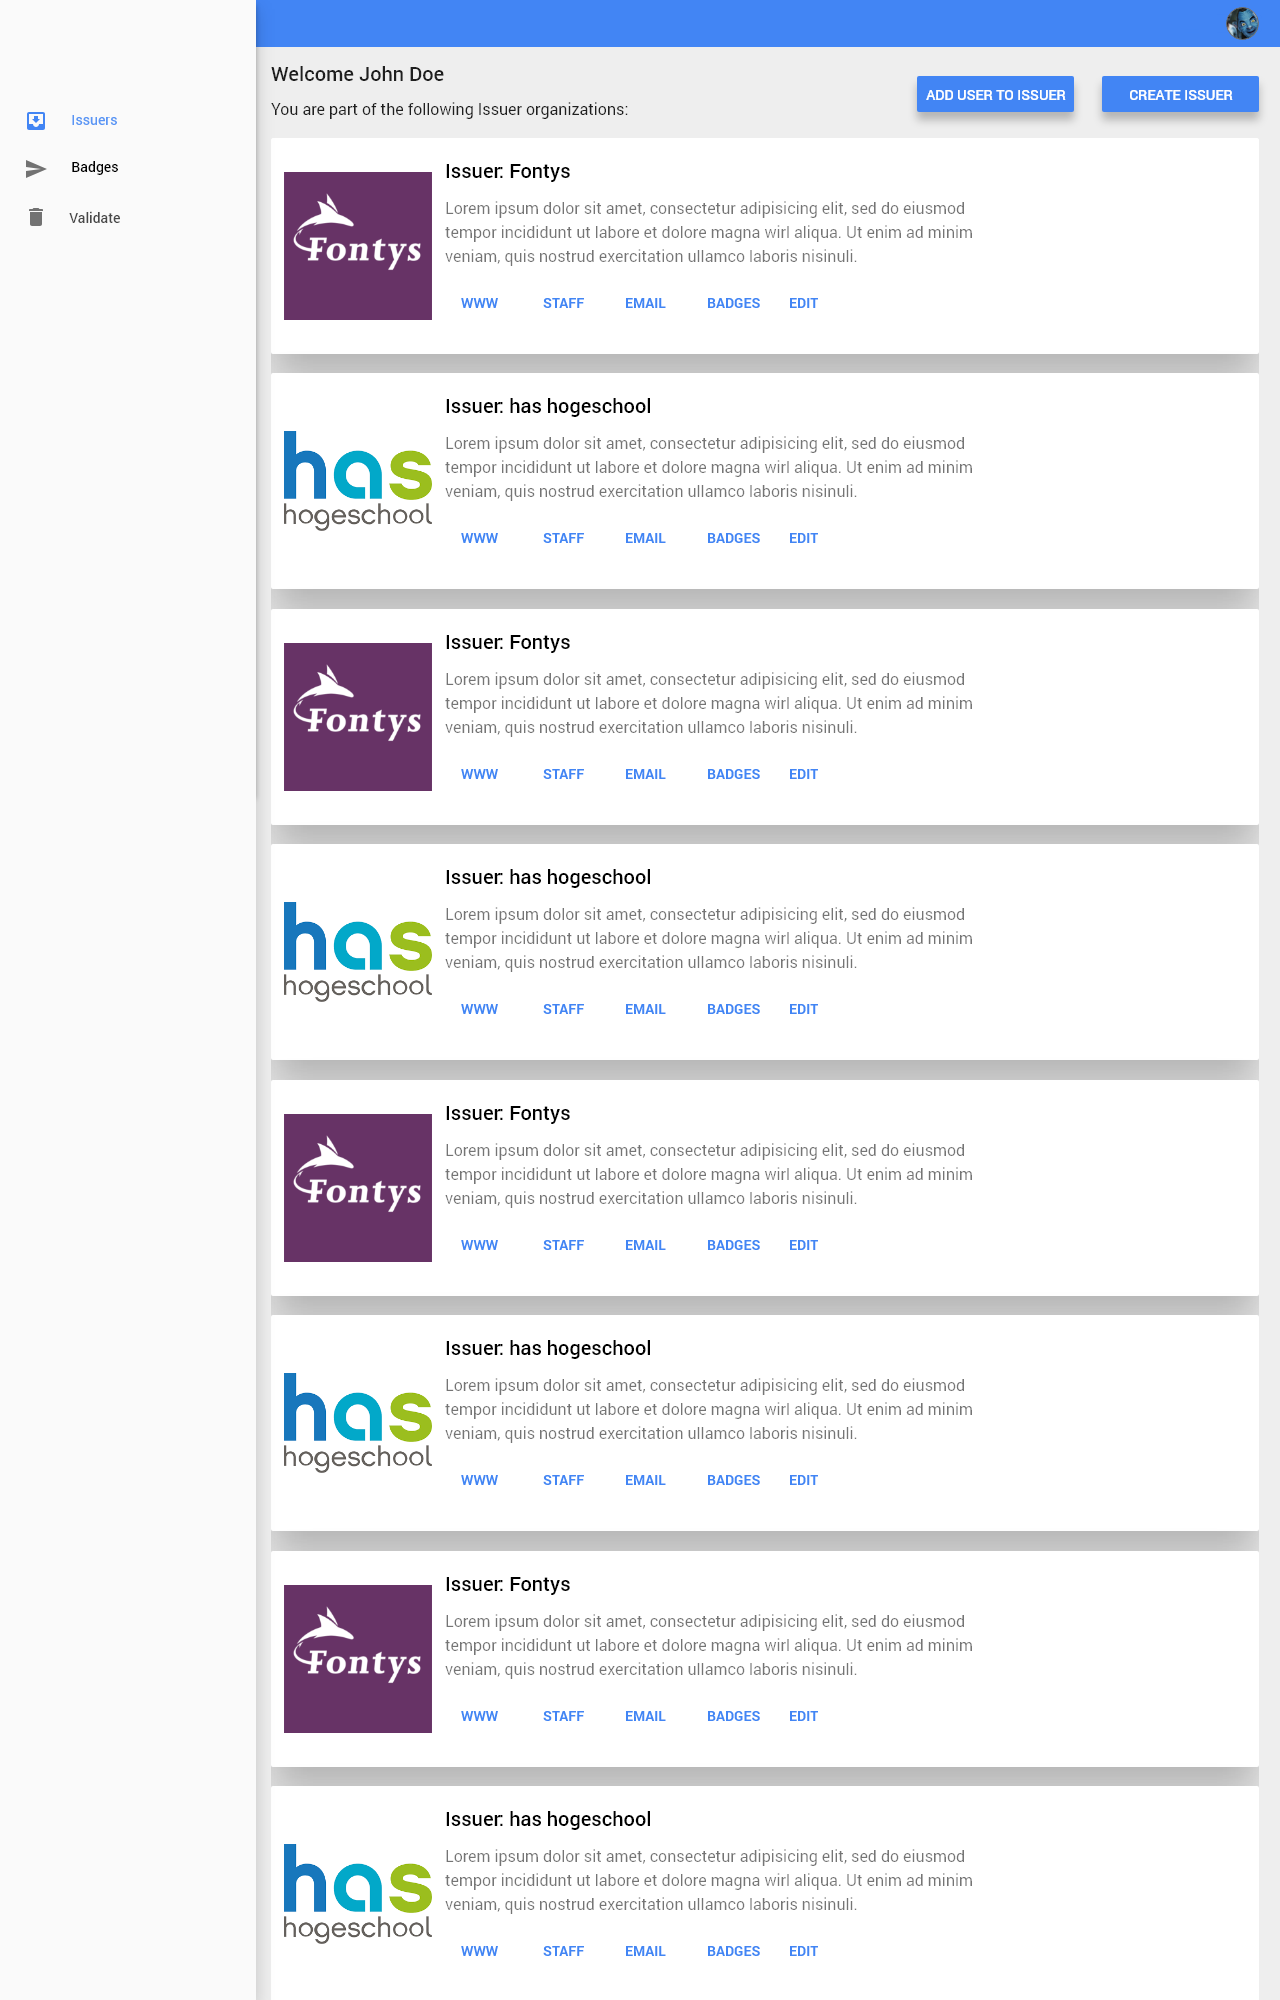 Issuers
Badges
Validate
Welcome John Doe
You are part of the following Issuer organizations:
ADD USER TO ISSUER
CREATE ISSUER
Fontys
Issuer: Fontys
Lorem ipsum dolor sit amet, consectetur adipisicing elit, sed do eiusmod
tempor incididunt ut labore et dolore magna wirl aliqua. Ut enim ad minim
veniam, quis nostrud exercitation ullamco laboris nisinuli.
WWW STAFF EMAIL BADGES EDIT
has
hogeschool
Issuer: has hogeschool
Lorem ipsum dolor sit amet, consectetur adipisicing elit, sed do eiusmod
tempor incididunt ut labore et dolore magna wirl aliqua. Ut enim ad minim
veniam, quis nostrud exercitation ullamco laboris nisinuli.
WWW STAFF EMAIL BADGES EDIT
Fontys
Issuer: Fontys
Lorem ipsum dolor sit amet, consectetur adipisicing elit, sed do eiusmod
tempor incididunt ut labore et dolore magna wirl aliqua. Ut enim ad minim
veniam, quis nostrud exercitation ullamco laboris nisinuli.
WWW STAFF EMAIL BADGES EDIT
has
hogeschool
Issuer: has hogeschool
Lorem ipsum dolor sit amet, consectetur adipisicing elit, sed do eiusmod
tempor incididunt ut labore et dolore magna wirl aliqua. Ut enim ad minim
veniam, quis nostrud exercitation ullamco laboris nisinuli.
WWW STAFF EMAIL BADGES EDIT
Fontys
Issuer: Fontys
Lorem ipsum dolor sit amet, consectetur adipisicing elit, sed do eiusmod
tempor incididunt ut labore et dolore magna wirl aliqua. Ut enim ad minim
veniam, quis nostrud exercitation ullamco laboris nisinuli.
WWW STAFF EMAIL BADGES EDIT
has
hogeschool
Issuer: has hogeschool
Lorem ipsum dolor sit amet, consectetur adipisicing elit, sed do eiusmod
tempor incididunt ut labore et dolore magna wirl aliqua. Ut enim ad minim
veniam, quis nostrud exercitation ullamco laboris nisinuli.
WWW STAFF EMAIL BADGES EDIT
Fontys
Issuer: Fontys
Lorem ipsum dolor sit amet, consectetur adipisicing elit, sed do eiusmod
tempor incididunt ut labore et dolore magna wirl aliqua. Ut enim ad minim
veniam, quis nostrud exercitation ullamco laboris nisinuli.
WWW STAFF EMAIL BADGES EDIT
has
hogeschool
Issuer: has hogeschool
Lorem ipsum dolor sit amet, consectetur adipisicing elit, sed do eiusmod
tempor incididunt ut labore et dolore magna wirl aliqua. Ut enim ad minim
veniam, quis nostrud exercitation ullamco laboris nisinuli.
WWW STAFF EMAIL BADGES EDIT